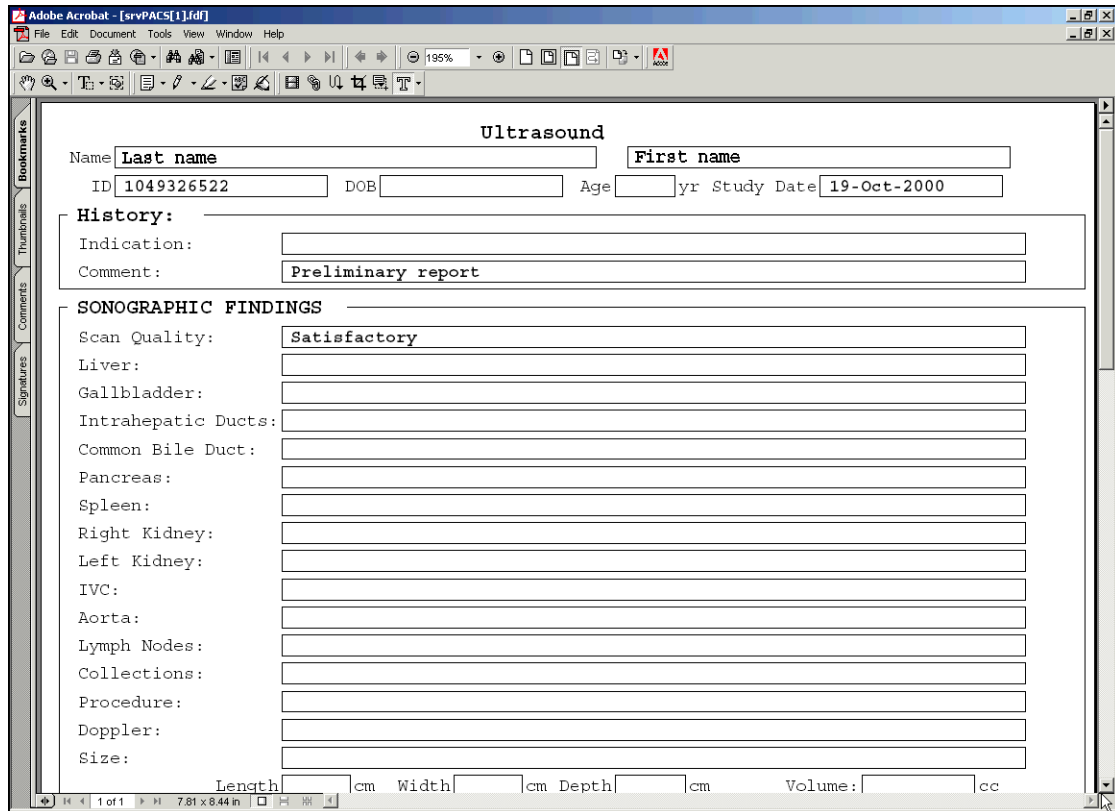 Adobe Acrobat - [srvPACS[1].fdf]
File Edit Document Tools View Window Help
195%
Adobe
Bookmarks
Thumbnails
Comments
Signatures
Ultrasound
Name Last name First name
ID 1049326522 DOB Age yr Study Date 19-Oct-2000
History:
Indication:
Comment: Preliminary report
SONOGRAPHIC FINDINGS
Scan Quality: Satisfactory
Liver:
Gallbladder:
Intrahepatic Ducts:
Common Bile Duct:
Pancreas:
Spleen:
Right Kidney:
Left Kidney:
IVC:
Aorta:
Lymph Nodes:
Collections:
Procedure:
Doppler:
Size:
Length cm Width cm Depth cm Volume: cc
1 of 1 7.81 x 8.44 in